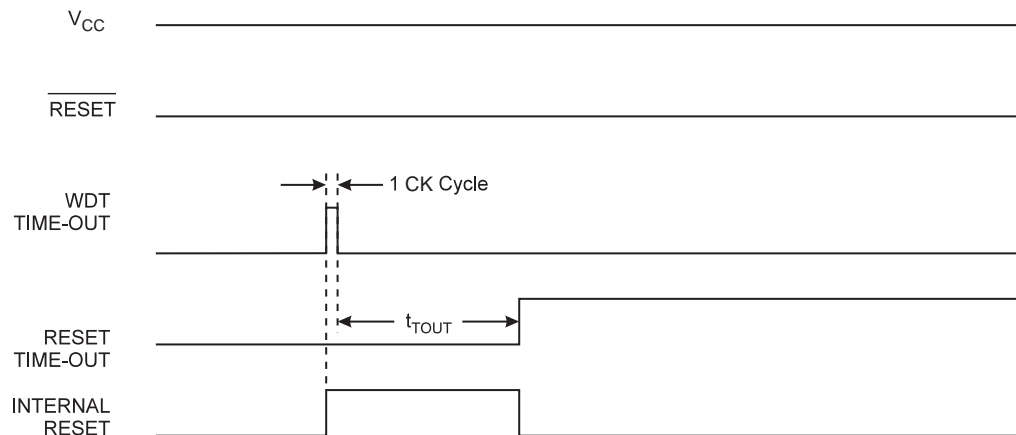 VCC
RESET
1 CK Cycle
WDT
TIME-OUT
tTOUT
RESET
TIME-OUT
INTERNAL
RESET